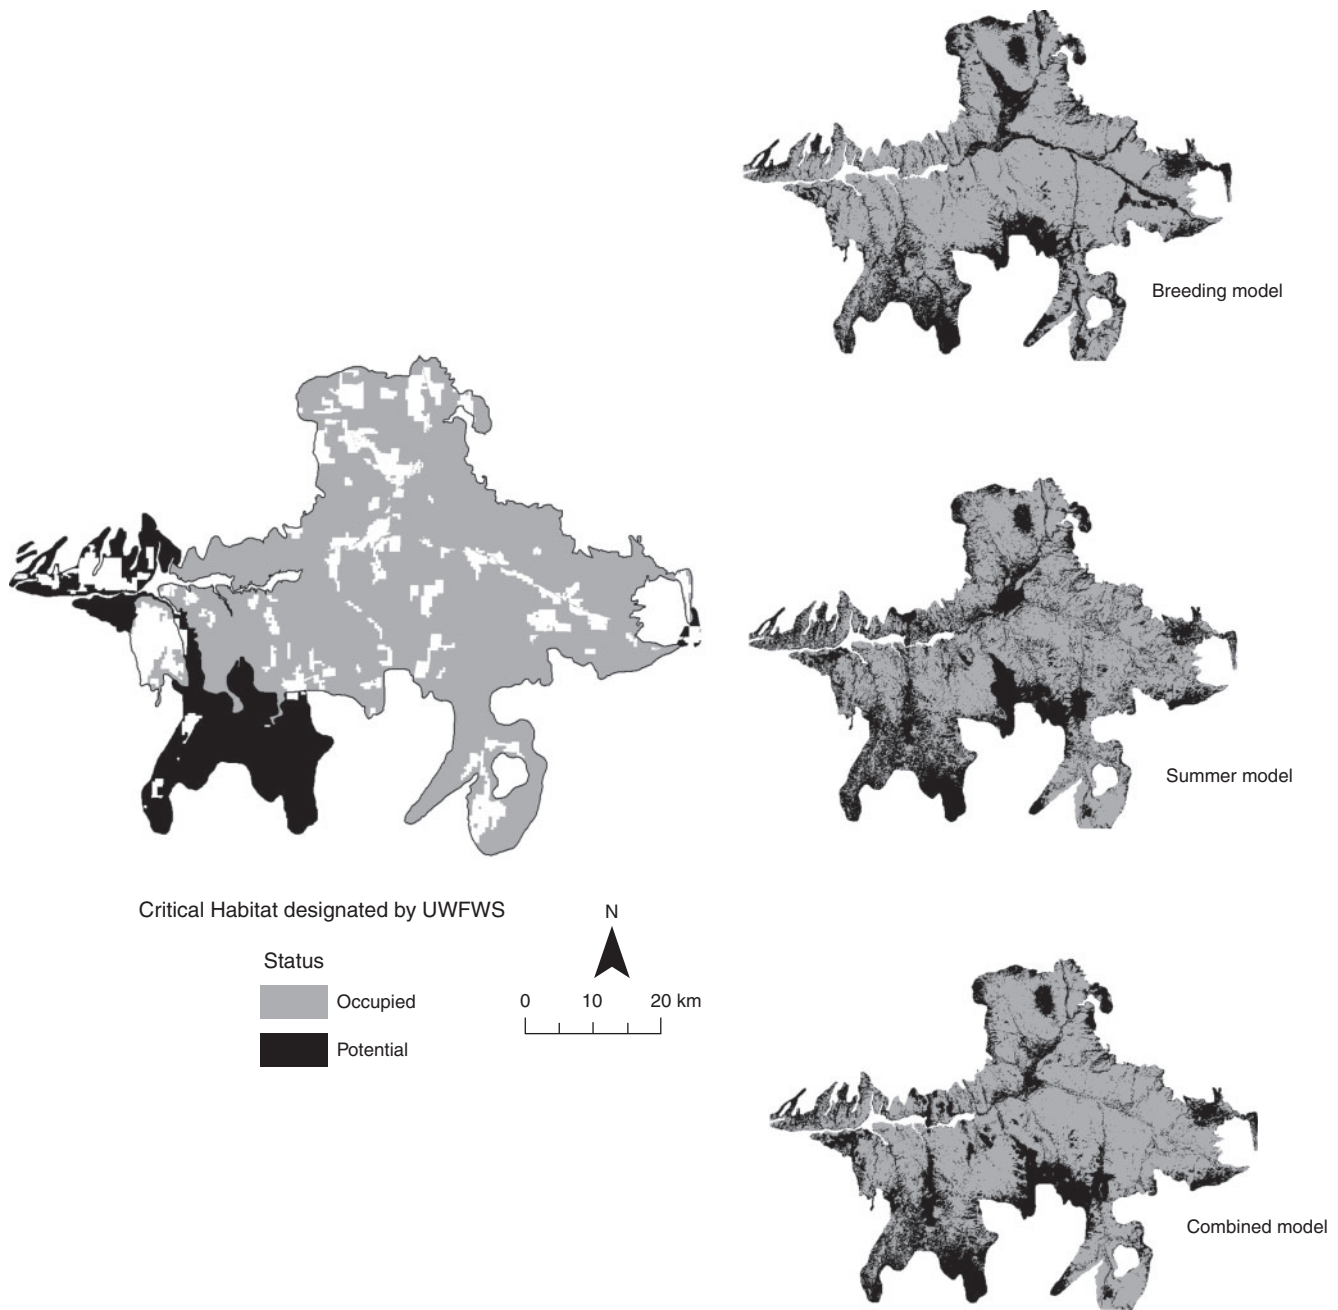 Breeding model
Summer model
Critical Habitat designated by UWFWS
N
Status
0 10 20 km
Occupied
Potential
Combined model